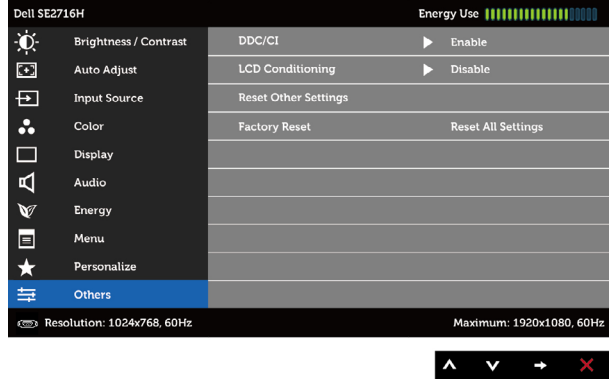 Dell SE2716H Energy Use
Brightness / Contrast DDC/CI Enable
Auto Adjust LCD Conditioning Disable
Input Source Reset Other Settings
Color Factory Reset Reset All Settings
Display
Audio
Energy
Menu
Personalize
Others
Resolution: 1024x768, 60Hz Maximum: 1920x1080, 60Hz